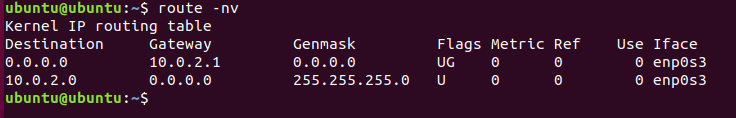 ubuntu@ubuntu:~$ route -nv
Kernel IP routing table
Destination     Gateway         Genmask         Flags Metric Ref    Use Iface
0.0.0.0         10.0.2.1        0.0.0.0         UG    0      0        0 enp0s3
10.0.2.0        0.0.0.0         255.255.255.0   U     0      0        0 enp0s3
ubuntu@ubuntu:~$